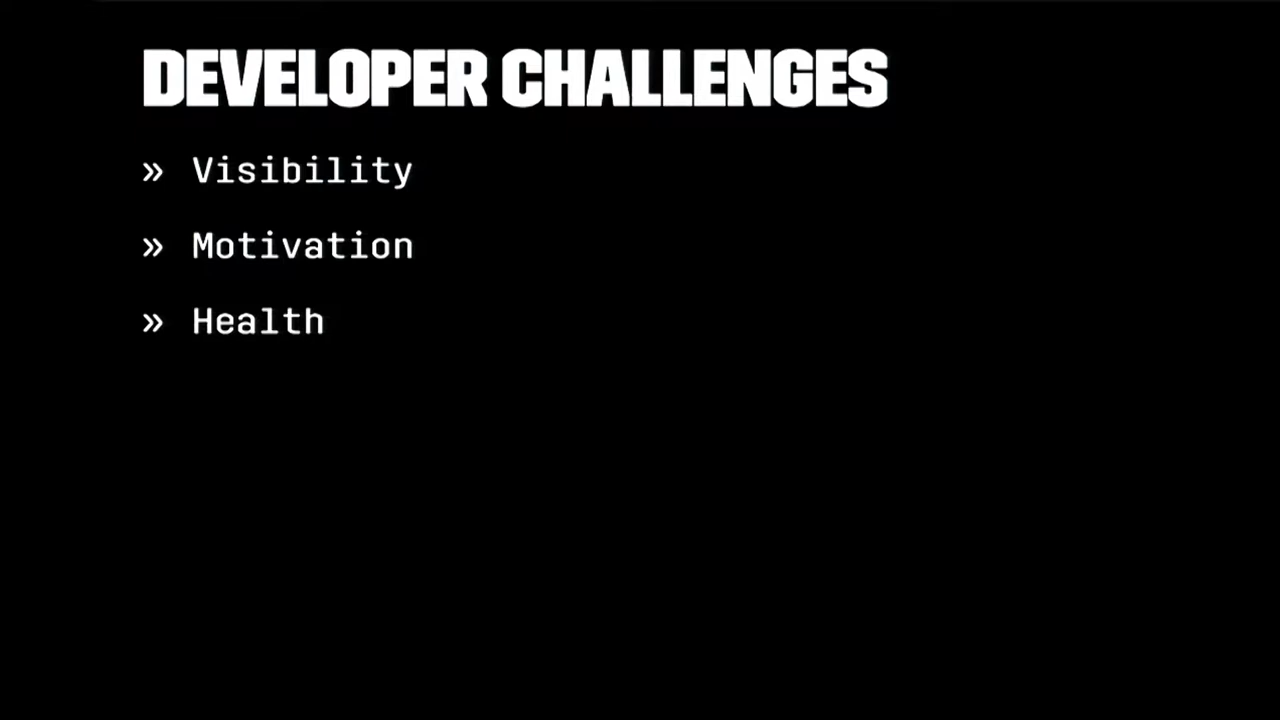 DEVELOPER CHALLENGES
» Visibility
» Motivation
» Health